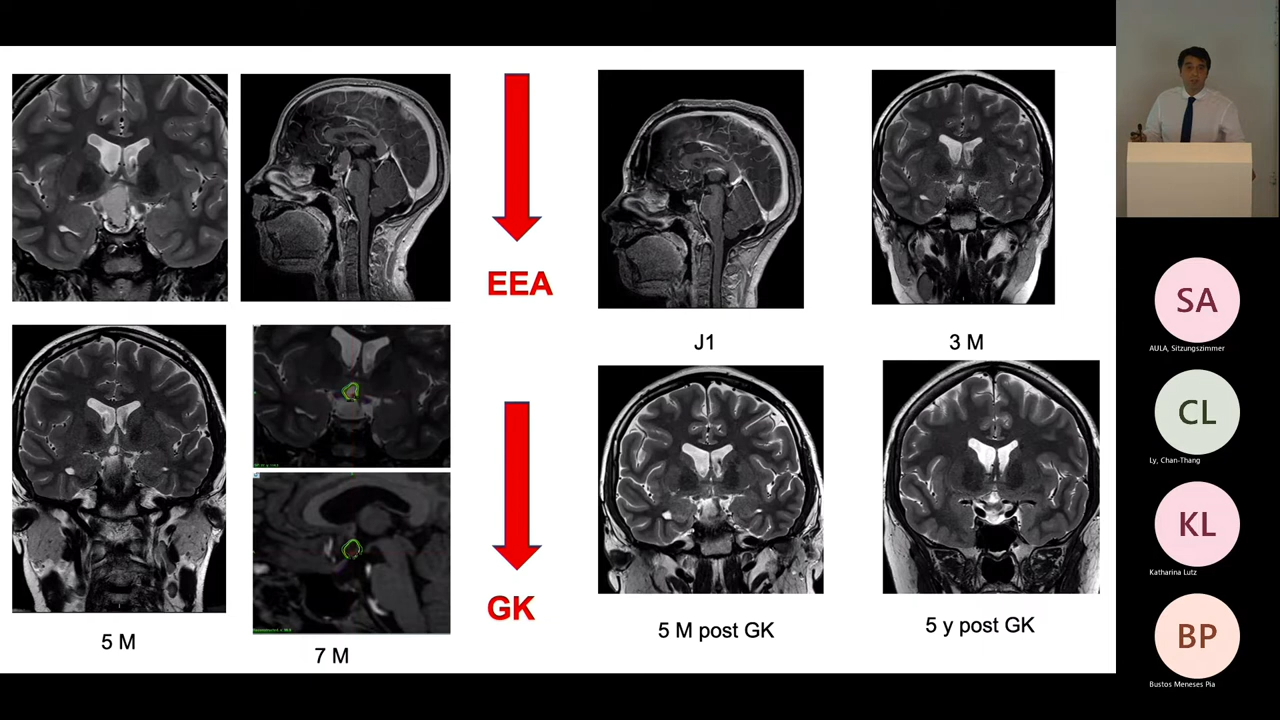 EEA
J1
3 M
5 M
7 M
GK
5 M post GK
5 y post GK
SA
AULA, Sitzungszimmer
CL
Ly, Chan-Thang
KL
Katharina Lutz
BP
Bustos Meneses Pia